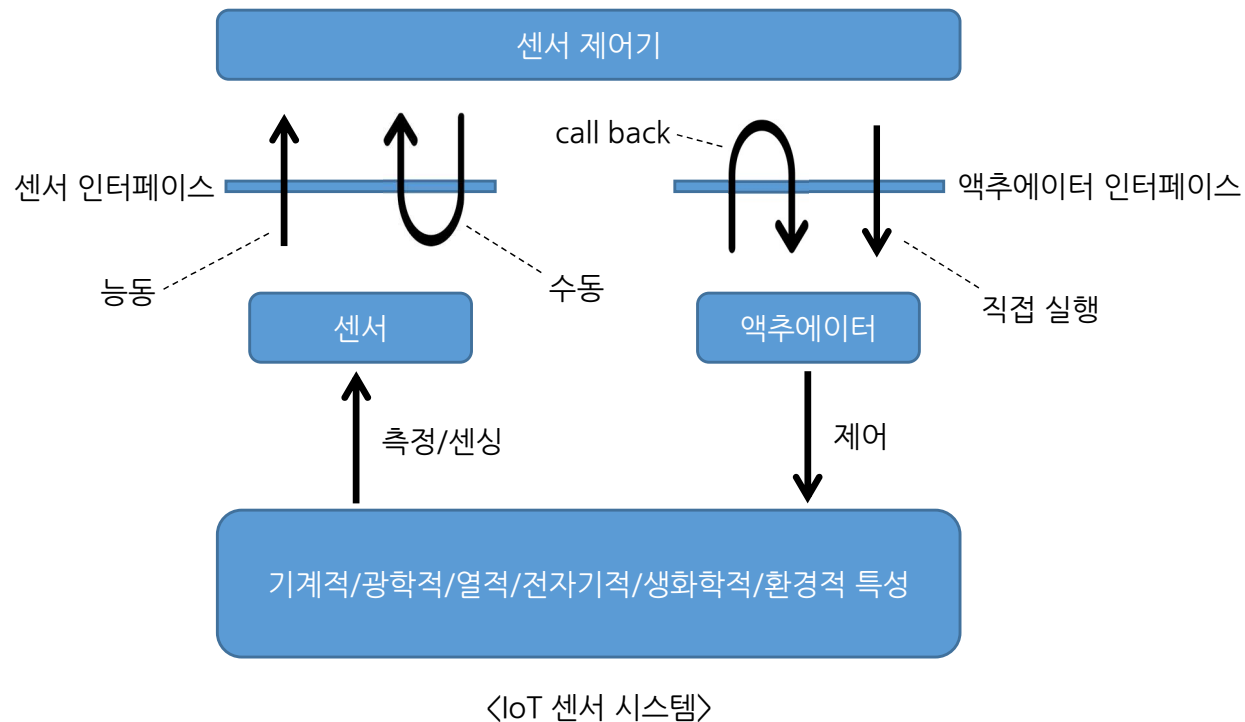 센서 제어기
call back
센서 인터페이스
액추에이터 인터페이스
능동
수동
직접 실행
센서
액추에이터
측정/센싱
제어
기계적/광학적/열적/전자기적/생화학적/환경적 특성
<IoT 센서 시스템>